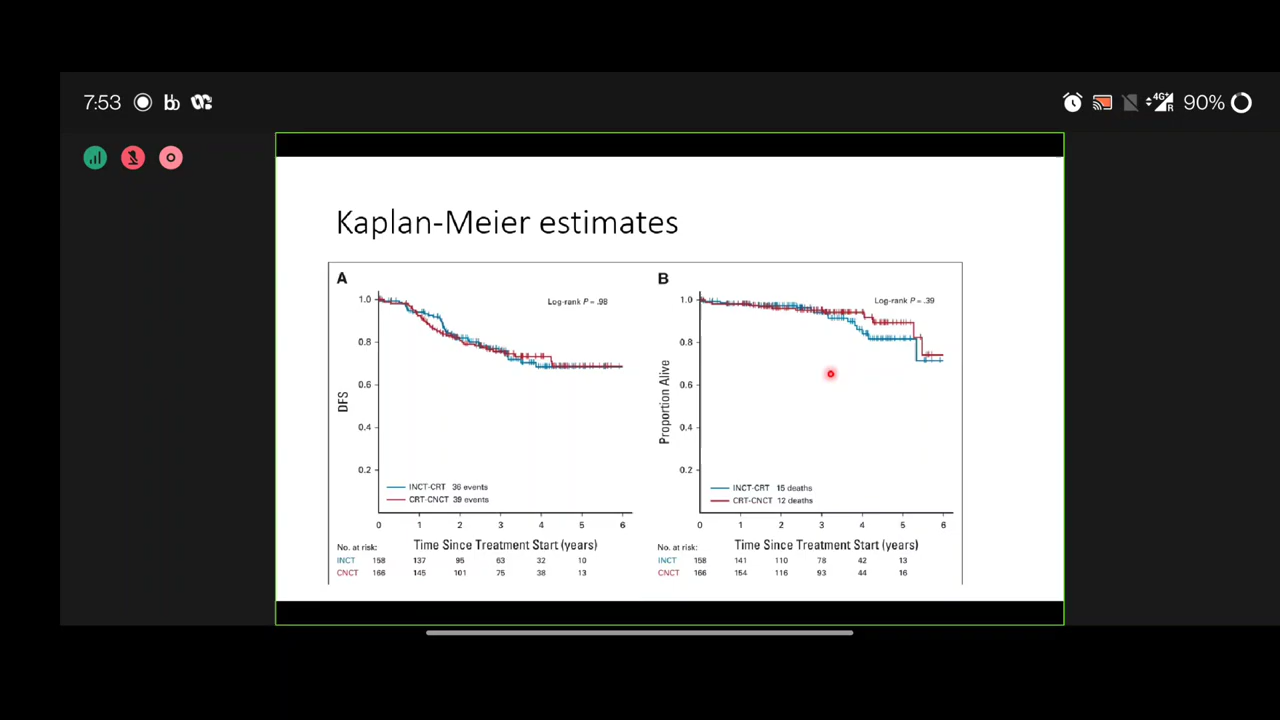 7:53
4G+
R
90%
Kaplan-Meier estimates
A
Log-rank P = .98
1.0
0.8
0.6
0.4
0.2
DFS
INCT-CRT 36 events
CRT-CNCT 39 events
0 1 2 3 4 5 6
Time Since Treatment Start (years)
No. at risk:
INCT 158 137 95 63 32 10
CNCT 166 145 101 75 38 13
B
Log-rank P = .39
1.0
0.8
0.6
0.4
0.2
Proportion Alive
INCT-CRT 15 deaths
CRT-CNCT 12 deaths
0 1 2 3 4 5 6
Time Since Treatment Start (years)
No. at risk:
INCT 158 141 110 78 42 13
CNCT 166 154 116 93 44 16